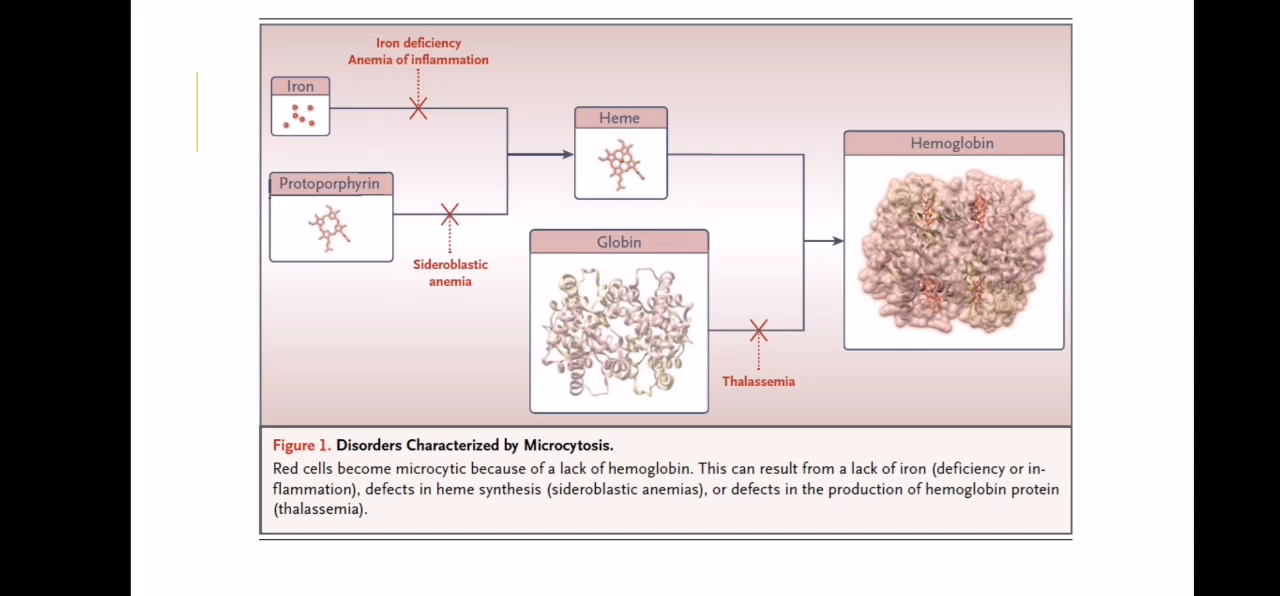 Iron deficiency
Anemia of inflammation
Iron
Heme
Hemoglobin
Protoporphyrin
Globin
Sideroblastic
anemia
Thalassemia
Figure 1. Disorders Characterized by Microcytosis.
Red cells become microcytic because of a lack of hemoglobin. This can result from a lack of iron (deficiency or in-
flammation), defects in heme synthesis (sideroblastic anemias), or defects in the production of hemoglobin protein
(thalassemia).